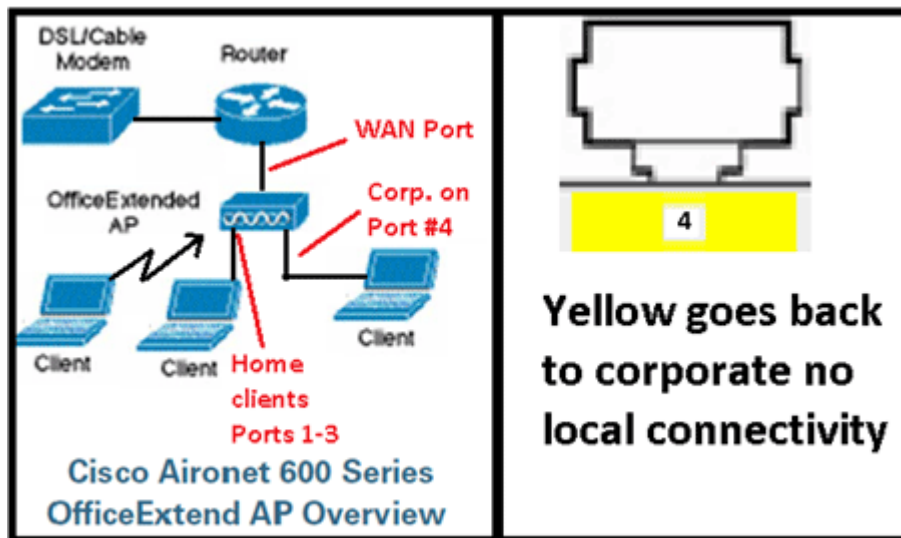 DSL/Cable
Modem
Router
WAN Port
Corp. on
Port #4
OfficeExtended
AP
Client
Client
Client
Home
clients
Ports 1-3
Cisco Aironet 600 Series
OfficeExtend AP Overview
4
Yellow goes back
to corporate no
local connectivity